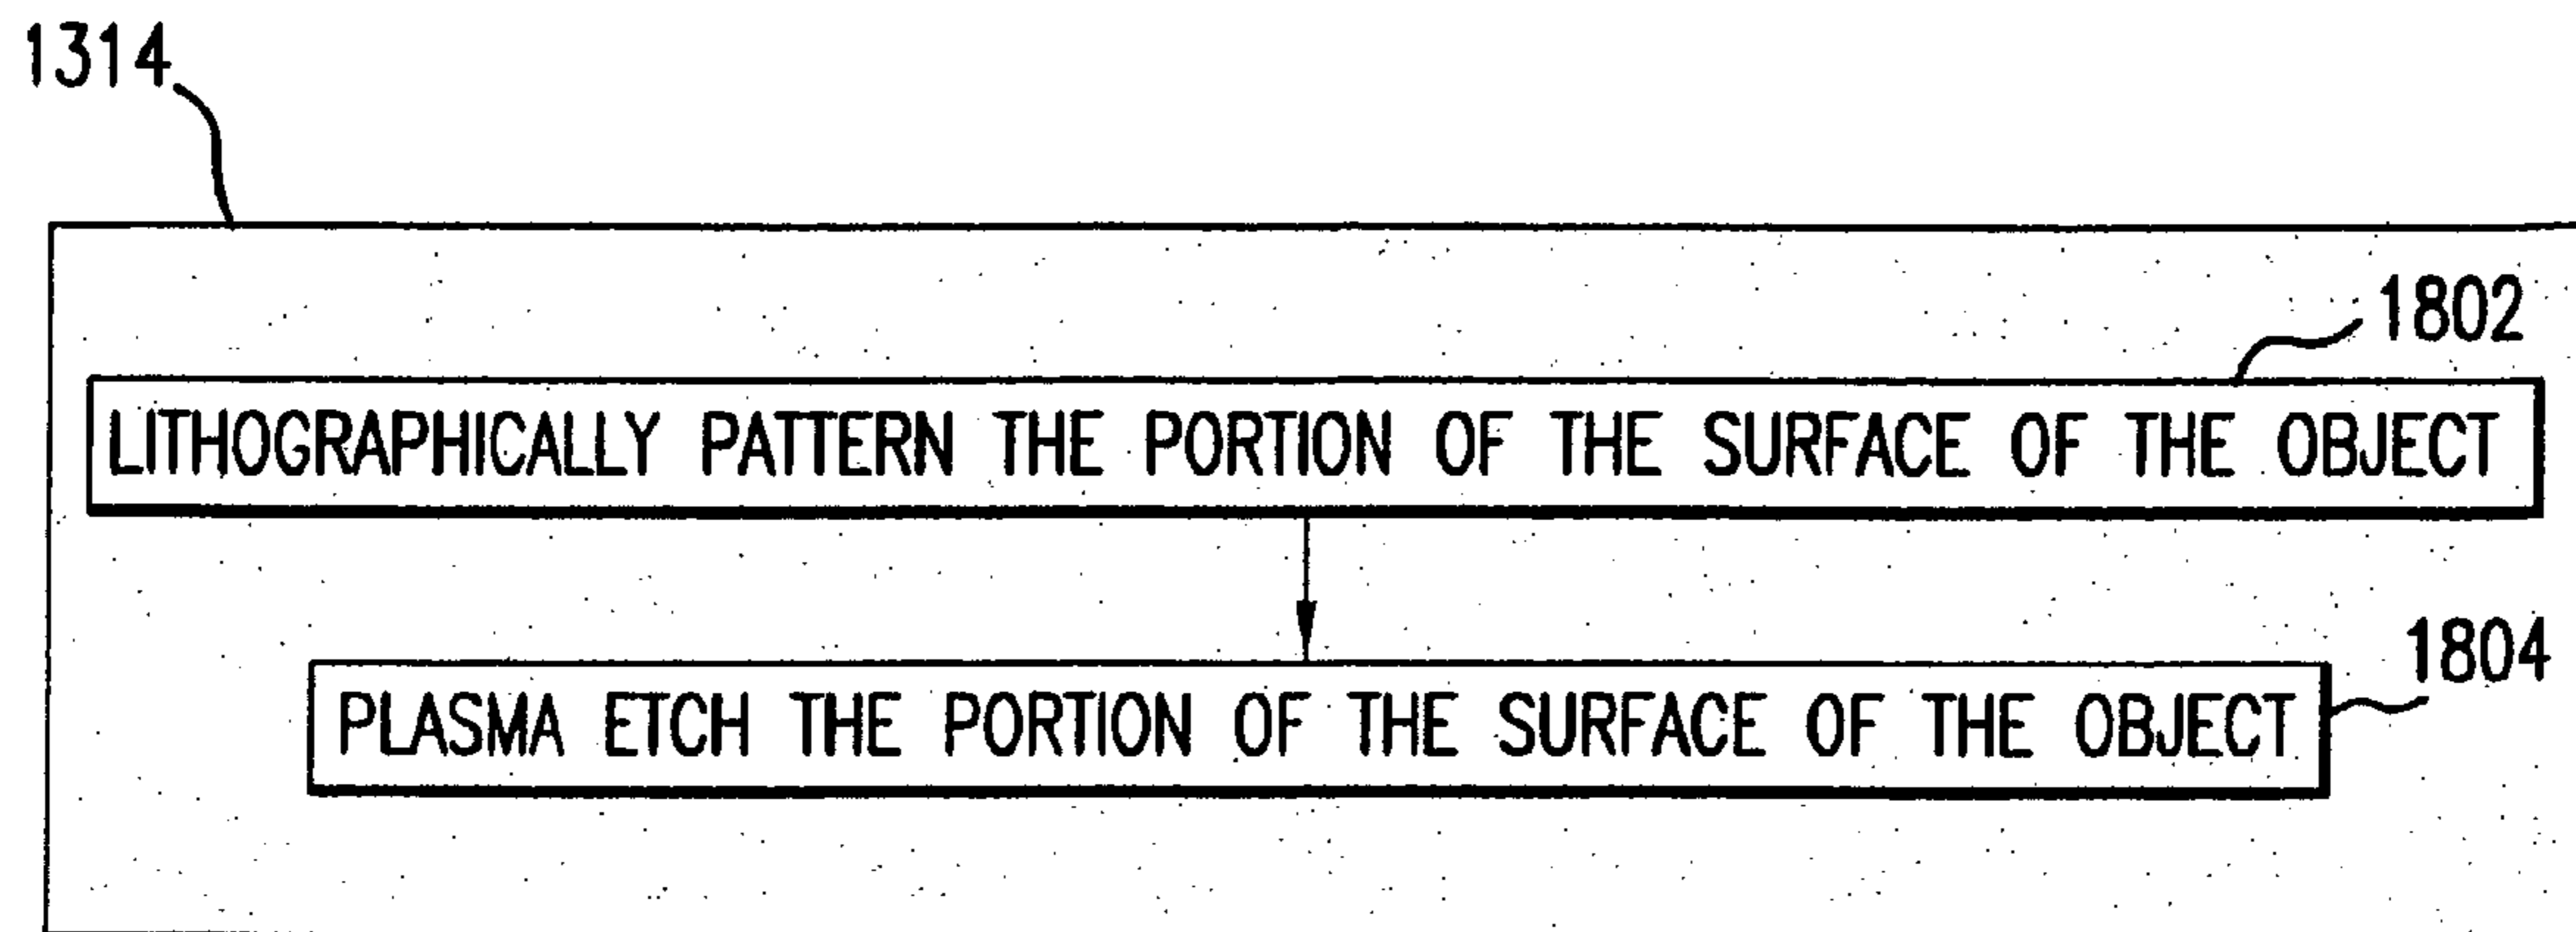 1314
1802
LITHOGRAPHICALLY PATTERN THE PORTION OF THE SURFACE OF THE OBJECT
1804
PLASMA ETCH THE PORTION OF THE SURFACE OF THE OBJECT